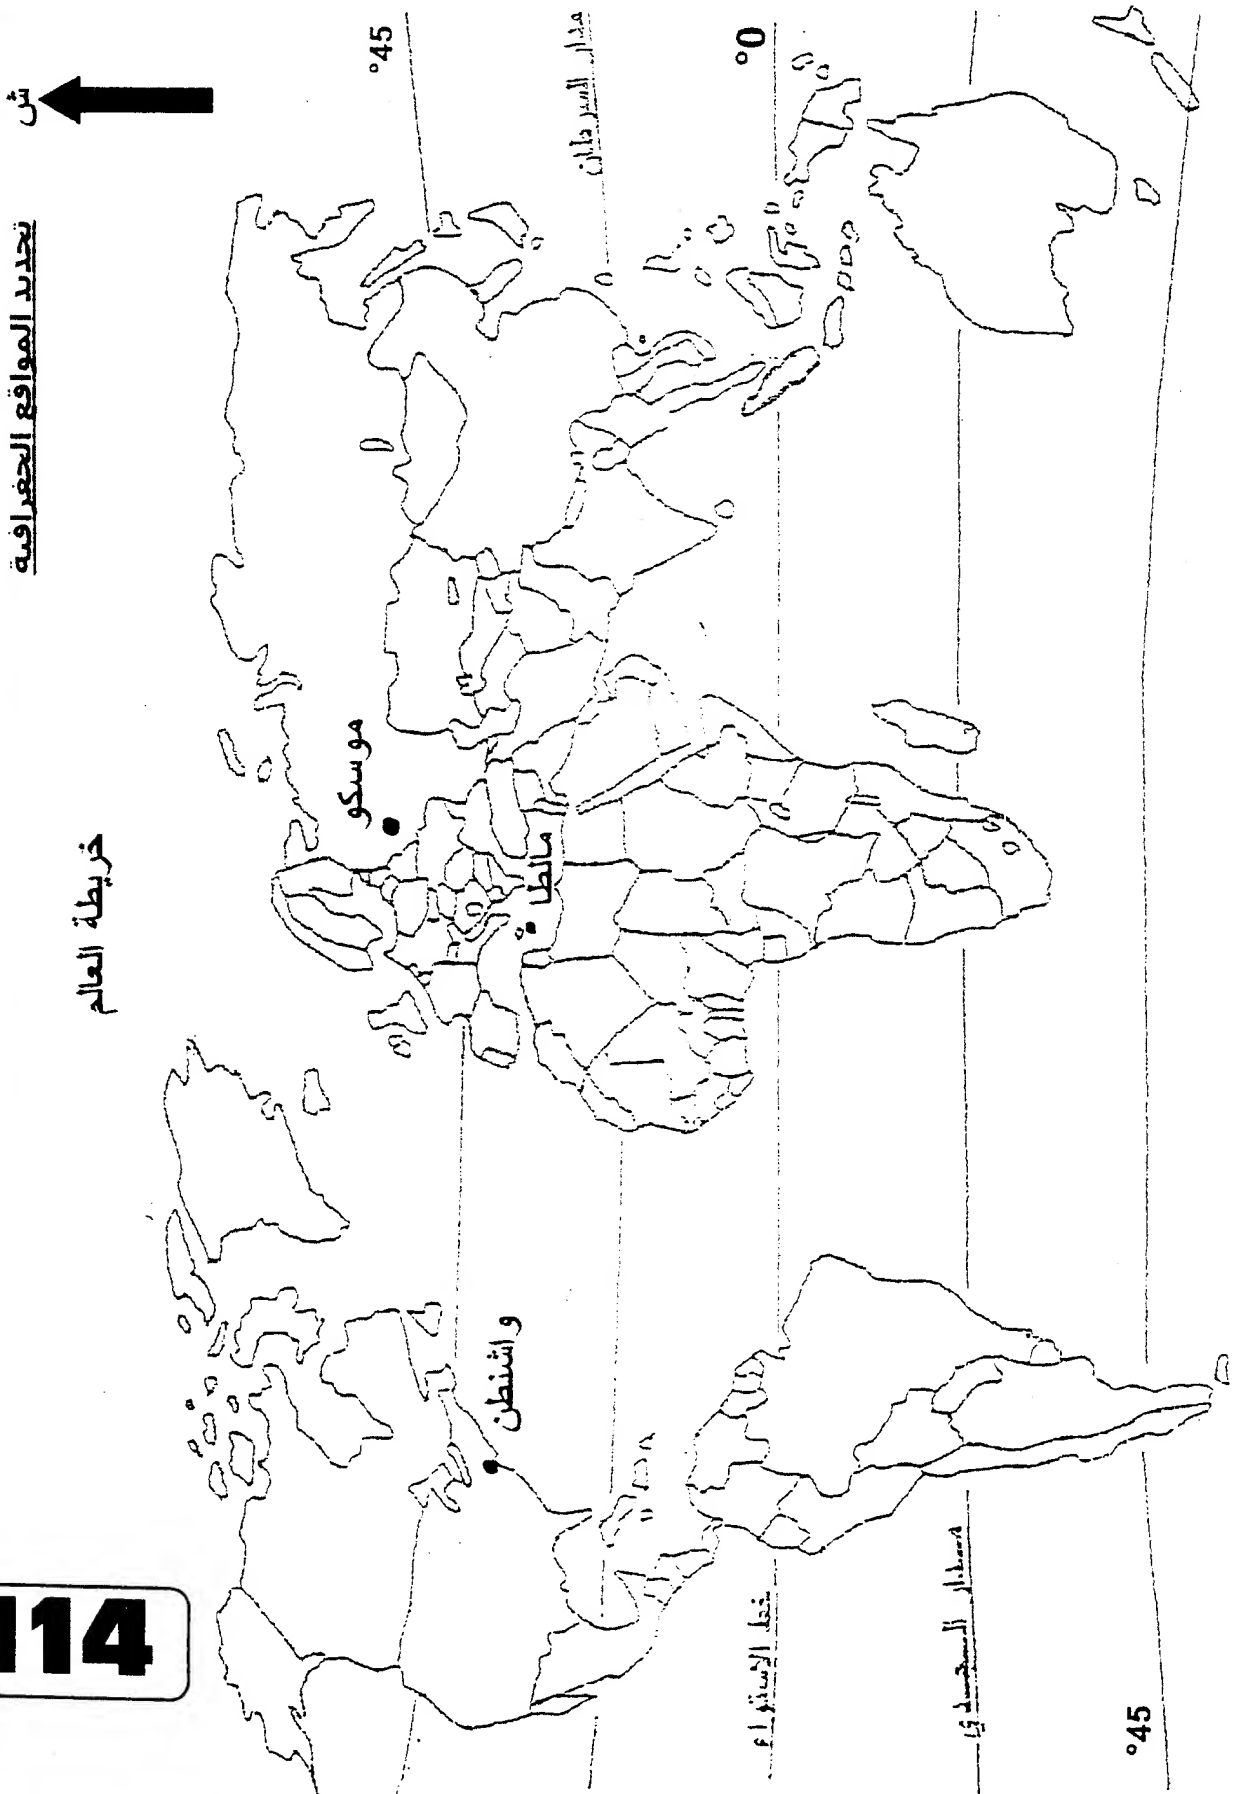 خريطة العالم
تحديد المواقع الجغرافية
ش
°45
مدار السرطان
°0
موسكو
مالطا
واشنطن
خط الاستواء
مدار الجدي
°45
114